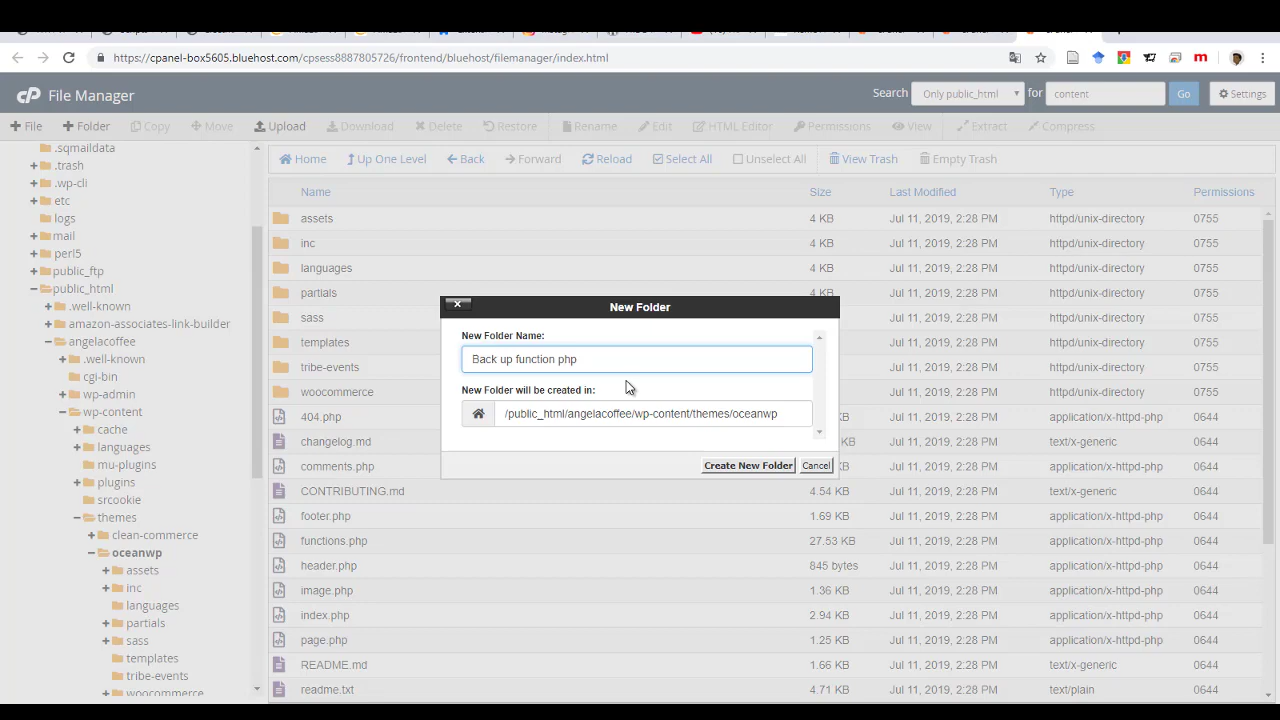 https://cpanel-box5605.bluehost.com/cpsess8887805726/frontend/bluehost/filemanager/index.html
cP File Manager
Search Only public_html for content Go Settings
File Folder Copy Move Upload Download Delete Restore Rename Edit HTML Editor Permissions View Extract Compress
Home Up One Level Back Forward Reload Select All Unselect All View Trash Empty Trash
.sqmaildata
.trash
.wp-cli
etc
logs
mail
perl5
public_ftp
public_html
.well-known
amazon-associates-link-builder
angelacoffee
.well-known
cgi-bin
wp-admin
wp-content
cache
languages
mu-plugins
plugins
srcookie
themes
clean-commerce
oceanwp
assets
inc
languages
partials
sass
templates
tribe-events
woocommerce
Name Size Last Modified Type Permissions
assets 4 KB Jul 11, 2019, 2:28 PM httpd/unix-directory 0755
inc 4 KB Jul 11, 2019, 2:28 PM httpd/unix-directory 0755
languages 4 KB Jul 11, 2019, 2:28 PM httpd/unix-directory 0755
partials 4 KB Jul 11, 2019, 2:28 PM httpd/unix-directory 0755
sass Jul 11, 2019, 2:28 PM httpd/unix-directory 0755
templates Jul 11, 2019, 2:28 PM httpd/unix-directory 0755
tribe-events Jul 11, 2019, 2:28 PM httpd/unix-directory 0755
woocommerce Jul 11, 2019, 2:28 PM httpd/unix-directory 0755
404.php KB Jul 11, 2019, 2:28 PM application/x-httpd-php 0644
changelog.md KB Jul 11, 2019, 2:28 PM text/x-generic 0644
comments.php KB Jul 11, 2019, 2:28 PM application/x-httpd-php 0644
CONTRIBUTING.md 4.54 KB Jul 11, 2019, 2:28 PM text/x-generic 0644
footer.php 1.69 KB Jul 11, 2019, 2:28 PM application/x-httpd-php 0644
functions.php 27.53 KB Jul 11, 2019, 2:28 PM application/x-httpd-php 0644
header.php 845 bytes Jul 11, 2019, 2:28 PM application/x-httpd-php 0644
image.php 1.36 KB Jul 11, 2019, 2:28 PM application/x-httpd-php 0644
index.php 2.94 KB Jul 11, 2019, 2:28 PM application/x-httpd-php 0644
page.php 1.25 KB Jul 11, 2019, 2:28 PM application/x-httpd-php 0644
README.md 1.66 KB Jul 11, 2019, 2:28 PM text/x-generic 0644
readme.txt 4.71 KB Jul 11, 2019, 2:28 PM text/plain 0644
New Folder
New Folder Name:
Back up function php
New Folder will be created in:
/public_html/angelacoffee/wp-content/themes/oceanwp
Create New Folder Cancel